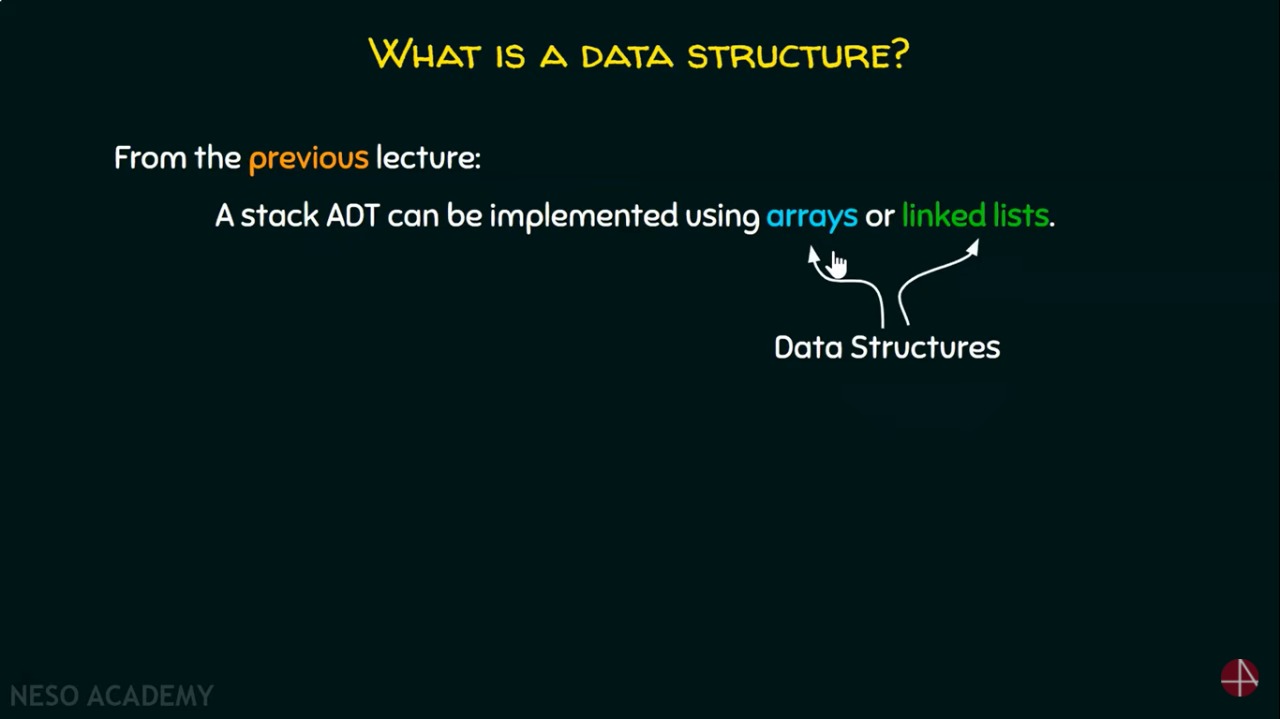 WHAT IS A DATA STRUCTURE?
From the previous lecture:
A stack ADT can be implemented using arrays or linked lists.
Data Structures
NESO ACADEMY